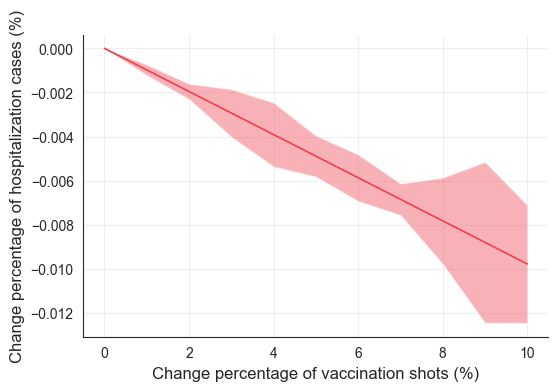 Change percentage of hospitalization cases (%)
0.000
−0.002
−0.004
−0.006
−0.008
−0.010
−0.012
0 2 4 6 8 10
Change percentage of vaccination shots (%)